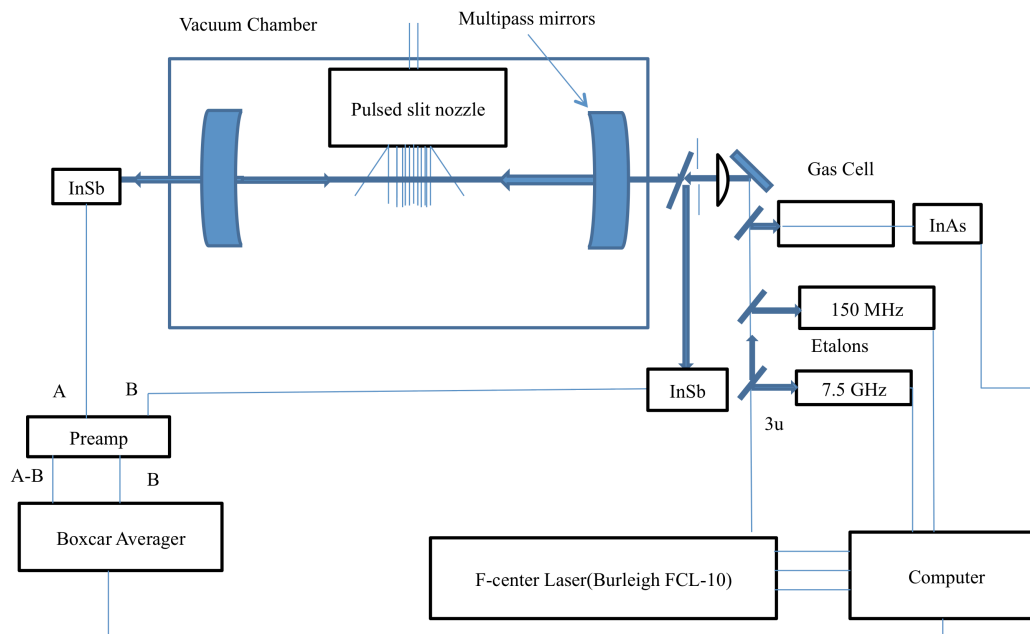 Vacuum Chamber
Multipass mirrors
Pulsed slit nozzle
InSb
Gas Cell
InAs
150 MHz
Etalons
7.5 GHz
InSb
3u
A
B
Preamp
A-B
B
Boxcar Averager
F-center Laser(Burleigh FCL-10)
Computer